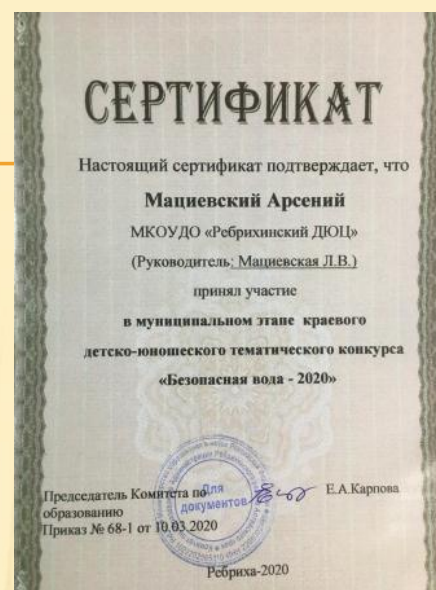 СЕРТИФИКАТ
Настоящий сертификат подтверждает, что
Мациевский Арсений
МКОУДО «Ребрихинский ДЮЦ»
(Руководитель: Мациевская Л.В.)
принял участие
в муниципальном этапе краевого
детско-юношеского тематического конкурса
«Безопасная вода - 2020»
Председатель Комитета по
образованию
Е.А.Карпова
Приказ № 68-1 от 10.03.2020
Для
документов
Ребриха-2020